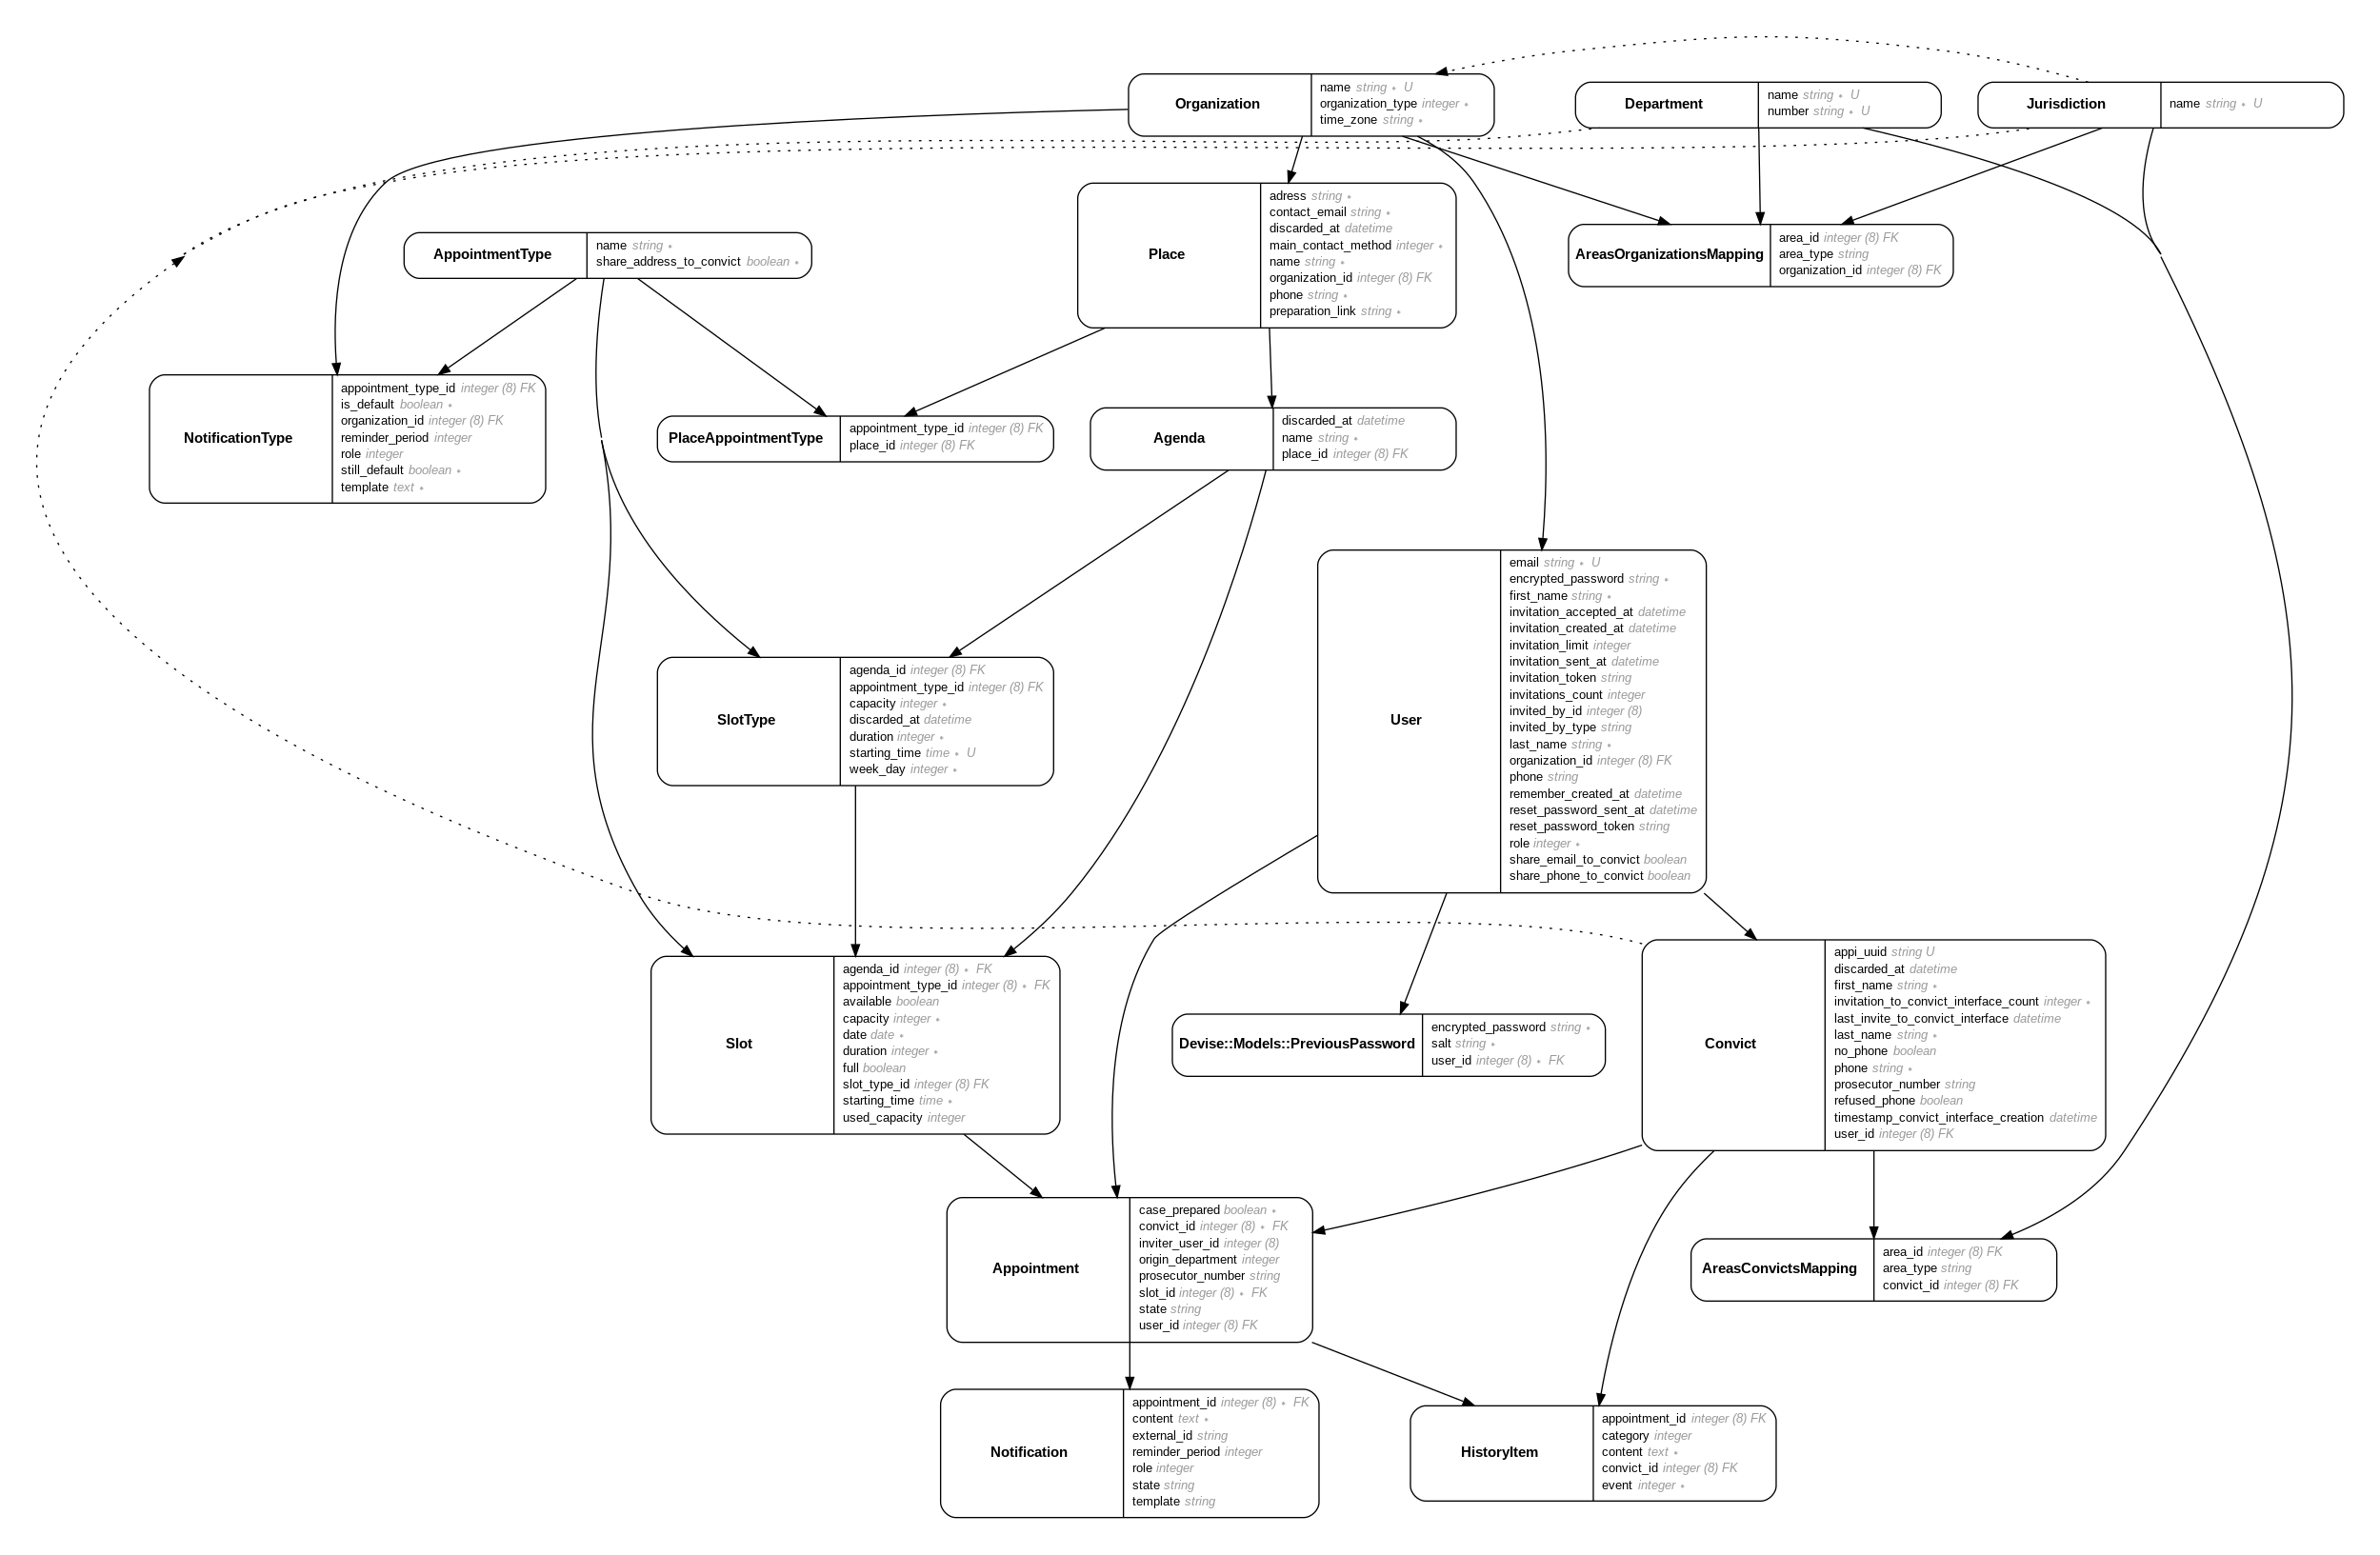 Organization
name string * U
organization_type integer *
time_zone string *
Department
name string * U
number string * U
Jurisdiction
name string * U
Place
adress string *
contact_email string *
discarded_at datetime
main_contact_method integer *
name string *
organization_id integer (8) FK
phone string *
preparation_link string *
AreasOrganizationsMapping
area_id integer (8) FK
area_type string
organization_id integer (8) FK
AppointmentType
name string *
share_address_to_convict boolean *
NotificationType
appointment_type_id integer (8) FK
is_default boolean *
organization_id integer (8) FK
reminder_period integer
role integer
still_default boolean *
template text *
PlaceAppointmentType
appointment_type_id integer (8) FK
place_id integer (8) FK
Agenda
discarded_at datetime
name string *
place_id integer (8) FK
User
email string * U
encrypted_password string *
first_name string *
invitation_accepted_at datetime
invitation_created_at datetime
invitation_limit integer
invitation_sent_at datetime
invitation_token string
invitations_count integer
invited_by_id integer (8)
invited_by_type string
last_name string *
organization_id integer (8) FK
phone string
remember_created_at datetime
reset_password_sent_at datetime
reset_password_token string
role integer *
share_email_to_convict boolean
share_phone_to_convict boolean
SlotType
agenda_id integer (8) FK
appointment_type_id integer (8) FK
capacity integer *
discarded_at datetime
duration integer *
starting_time time * U
week_day integer *
Slot
agenda_id integer (8) * FK
appointment_type_id integer (8) * FK
available boolean
capacity integer *
date date *
duration integer *
full boolean
slot_type_id integer (8) FK
starting_time time *
used_capacity integer
Devise::Models::PreviousPassword
encrypted_password string *
salt string *
user_id integer (8) * FK
Convict
appi_uuid string U
discarded_at datetime
first_name string *
invitation_to_convict_interface_count integer *
last_invite_to_convict_interface datetime
last_name string *
no_phone boolean
phone string *
prosecutor_number string
refused_phone boolean
timestamp_convict_interface_creation datetime
user_id integer (8) FK
Appointment
case_prepared boolean *
convict_id integer (8) * FK
inviter_user_id integer (8)
origin_department integer
prosecutor_number string
slot_id integer (8) * FK
state string
user_id integer (8) FK
AreasConvictsMapping
area_id integer (8) FK
area_type string
convict_id integer (8) FK
Notification
appointment_id integer (8) * FK
content text *
external_id string
reminder_period integer
role integer
state string
template string
HistoryItem
appointment_id integer (8) FK
category integer
content text *
convict_id integer (8) FK
event integer *